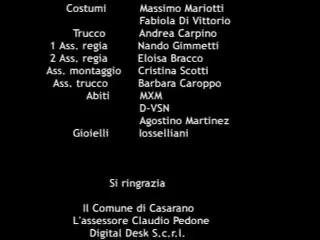 Costumi Massimo Mariotti
Fabiola Di Vittorio
Trucco Andrea Carpino
1 Ass. regia Nando Gimmetti
2 Ass. regia Eloisa Bracco
Ass. montaggio Cristina Scotti
Ass. trucco Barbara Caroppo
Abiti MXM
D-VSN
Agostino Martinez
Gioielli Iosselliani
Si ringrazia
Il Comune di Casarano
L'assessore Claudio Pedone
Digital Desk S.c.r.l.